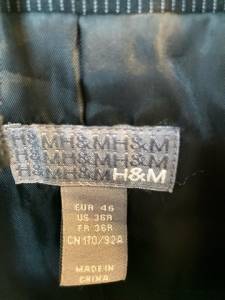 H&MH&MH&M
H&MH&MH&M
H&MH&MH&M
EUR 46
US 36R
FR 36R
CN 170/92A
MADE IN
CHINA